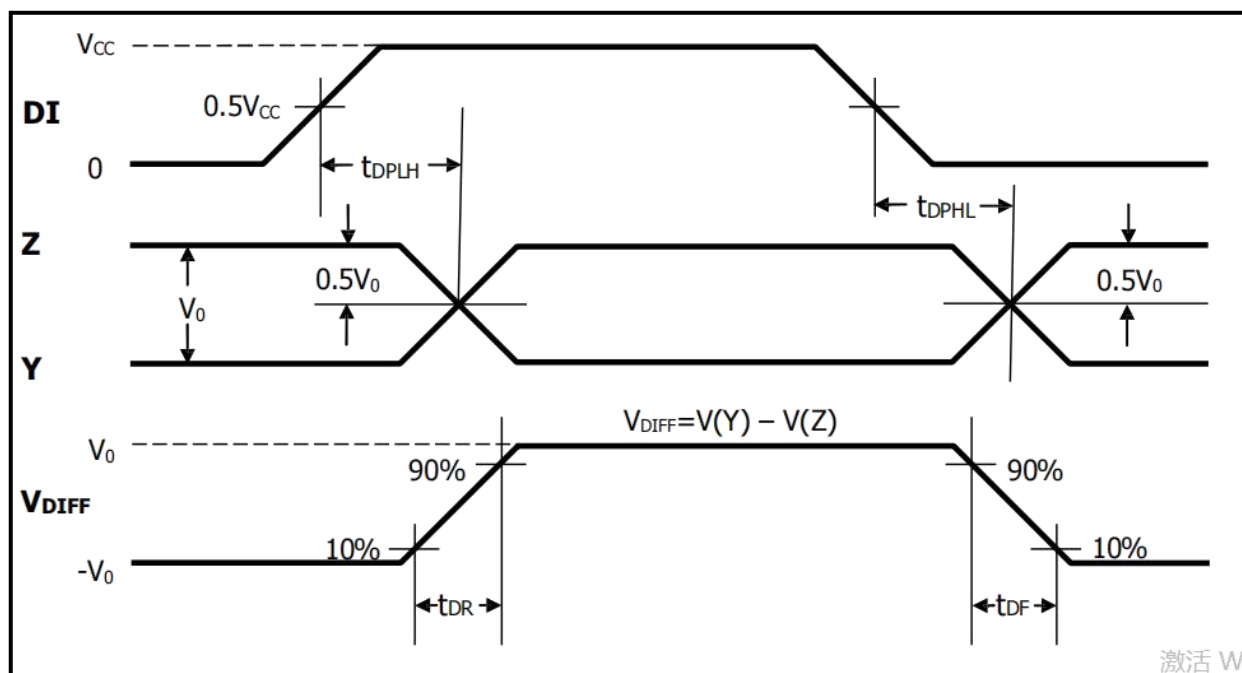 VCC
DI
0.5VCC
0
tDPLH
tDPHL
Z
0.5V0
V0
0.5V0
Y
VDIFF=V(Y) – V(Z)
V0
90%
90%
VDIFF
10%
10%
-V0
tDR
tDF
激活 W